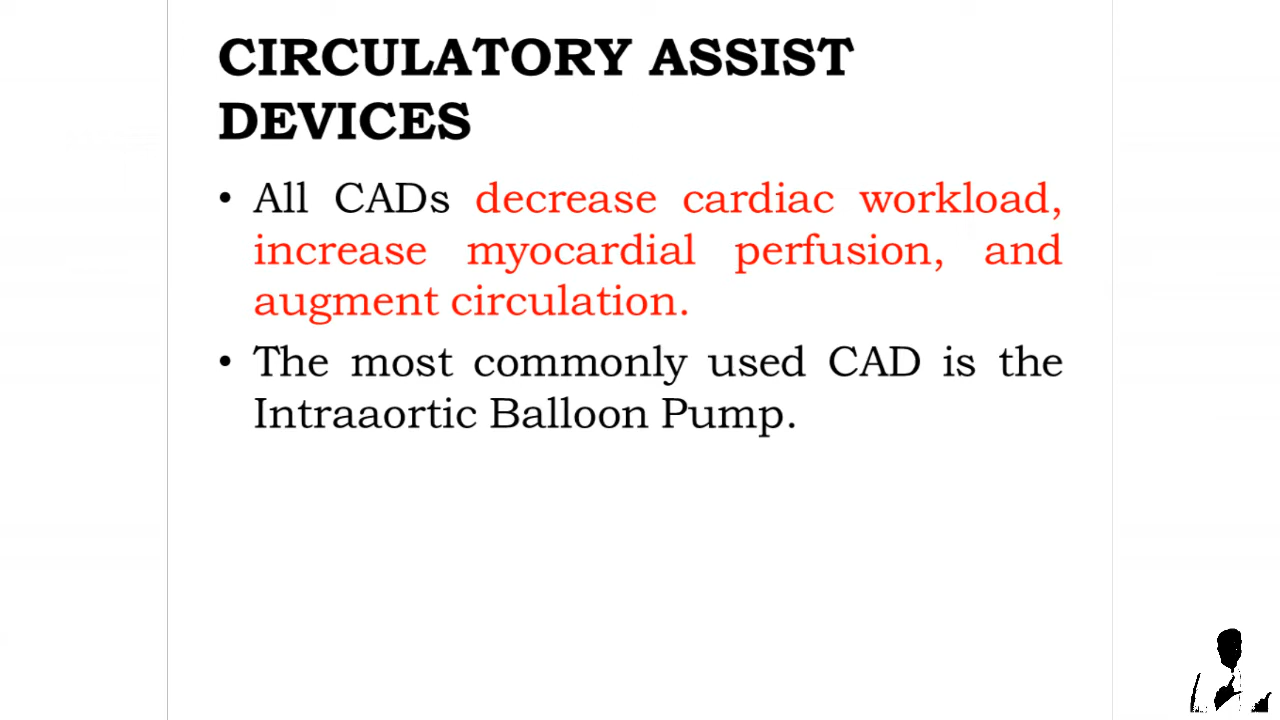 CIRCULATORY ASSIST
DEVICES
• All CADs decrease cardiac workload,
increase myocardial perfusion, and
augment circulation.
• The most commonly used CAD is the
Intraaortic Balloon Pump.